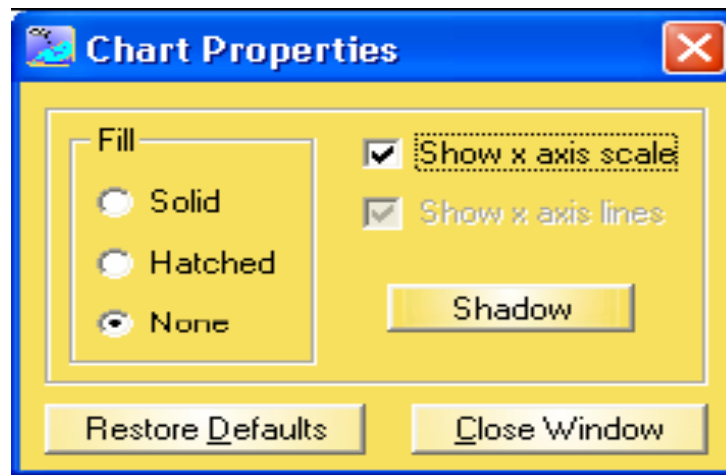 Chart Properties
Fill
Solid
Hatched
None
Show x axis scale
Show x axis lines
Shadow
Restore Defaults
Close Window